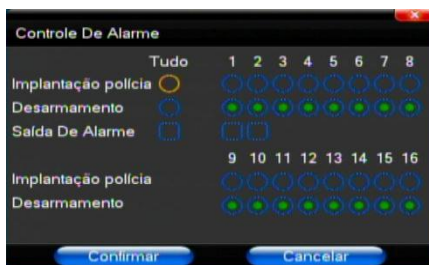 Controle De Alarme
Tudo 1 2 3 4 5 6 7 8
Implantação polícia
Desarmamento
Saída De Alarme
9 10 11 12 13 14 15 16
Implantação polícia
Desarmamento
Confirmar Cancelar